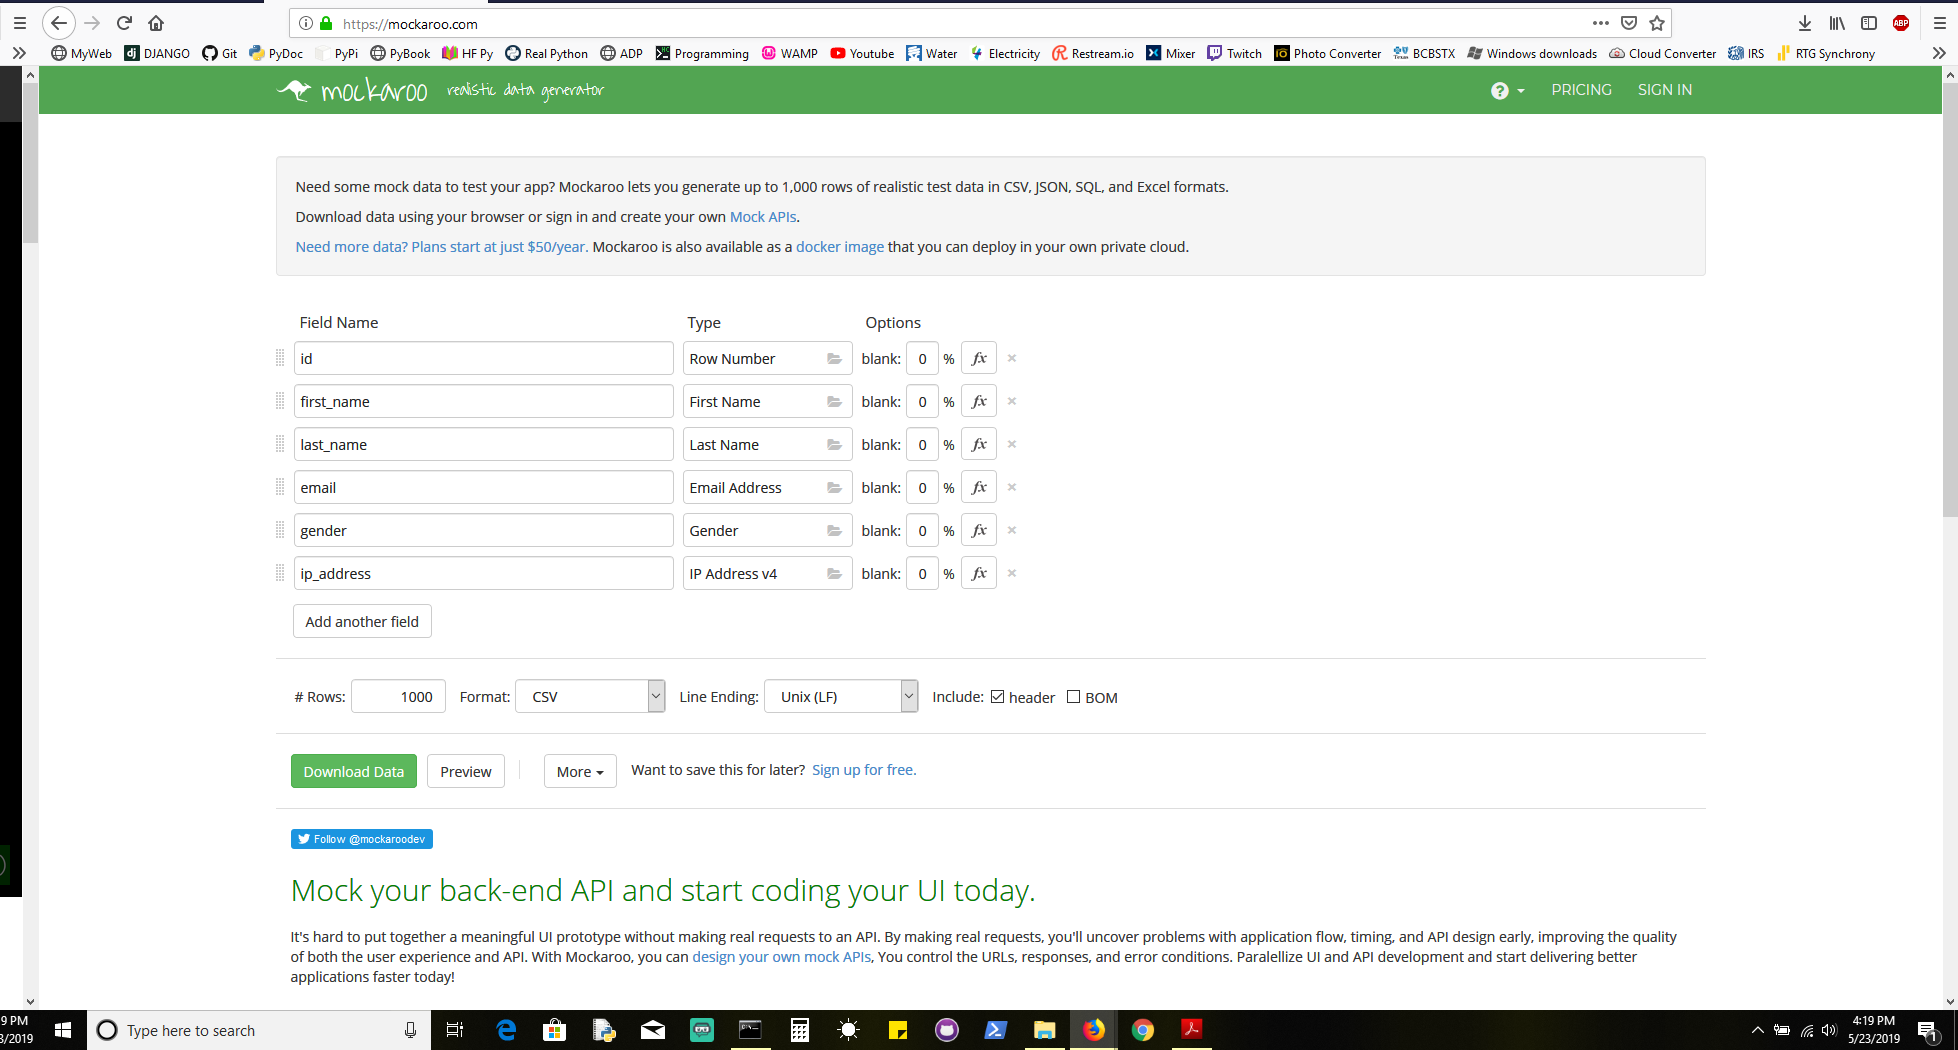 https://mockaroo.com
MyWeb DJANGO Git PyDoc PyPi PyBook HF Py Real Python ADP Programming WAMP Youtube Water Electricity Restream.io Mixer Twitch Photo Converter BCBSTX Windows downloads Cloud Converter IRS RTG Synchrony
mockaroo realistic data generator
? PRICING SIGN IN
Need some mock data to test your app? Mockaroo lets you generate up to 1,000 rows of realistic test data in CSV, JSON, SQL, and Excel formats.
Download data using your browser or sign in and create your own Mock APIs.
Need more data? Plans start at just $50/year. Mockaroo is also available as a docker image that you can deploy in your own private cloud.
Field Name Type Options
id Row Number blank: 0 % fx ×
first_name First Name blank: 0 % fx ×
last_name Last Name blank: 0 % fx ×
email Email Address blank: 0 % fx ×
gender Gender blank: 0 % fx ×
ip_address IP Address v4 blank: 0 % fx ×
Add another field
# Rows: 1000 Format: CSV Line Ending: Unix (LF) Include: header BOM
Download Data Preview More Want to save this for later? Sign up for free.
Follow @mockaroodev
Mock your back-end API and start coding your UI today.
It's hard to put together a meaningful UI prototype without making real requests to an API. By making real requests, you'll uncover problems with application flow, timing, and API design early, improving the quality
of both the user experience and API. With Mockaroo, you can design your own mock APIs, You control the URLs, responses, and error conditions. Paralellize UI and API development and start delivering better
applications faster today!
9 PM
3/2019
Type here to search
4:19 PM
5/23/2019
1
ABP